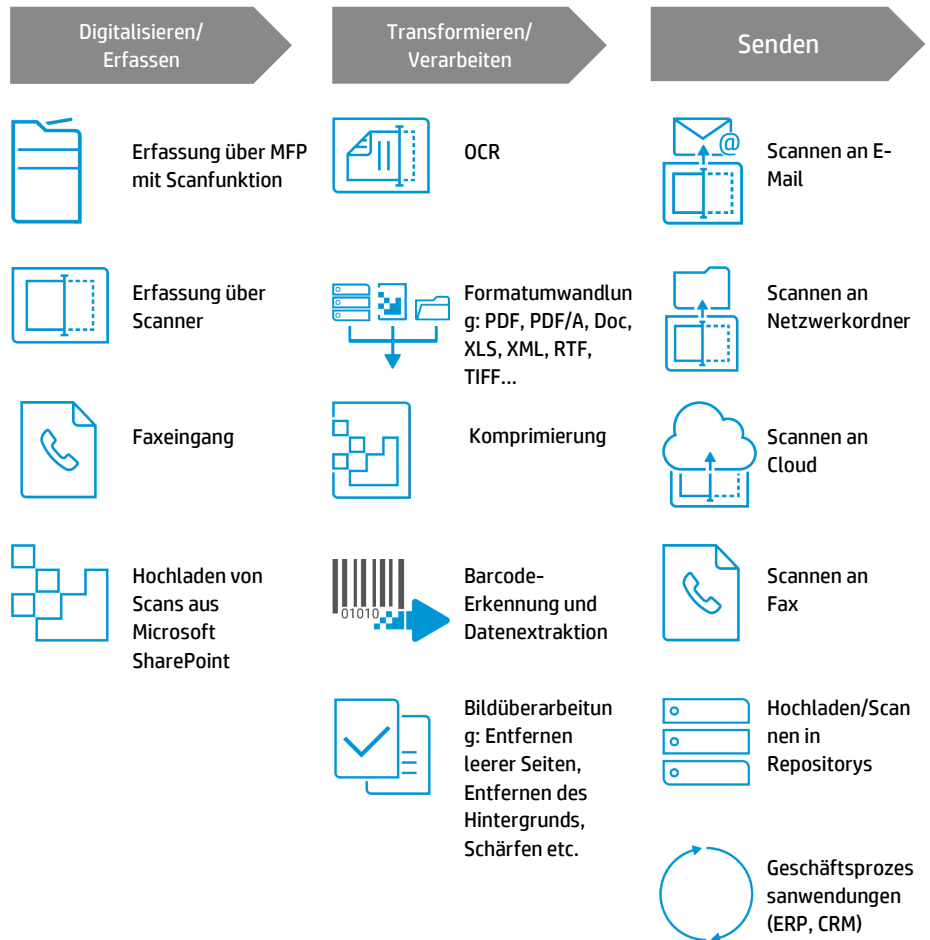 Digitalisieren/
Erfassen
Erfassung über MFP
mit Scanfunktion
Erfassung über
Scanner
Faxeingang
Hochladen von
Scans aus
Microsoft
SharePoint
Transformieren/
Verarbeiten
OCR
Formatumwandlun
g: PDF, PDF/A, Doc,
XLS, XML, RTF,
TIFF...
Komprimierung
01010
Barcode-
Erkennung und
Datenextraktion
Bildüberarbeitun
g: Entfernen
leerer Seiten,
Entfernen des
Hintergrunds,
Schärfen etc.
Senden
@
Scannen an E-
Mail
Scannen an
Netzwerkordner
Scannen an
Cloud
Scannen an
Fax
Hochladen/Scan
nen in
Repositorys
Geschäftsprozes
sanwendungen
(ERP, CRM)